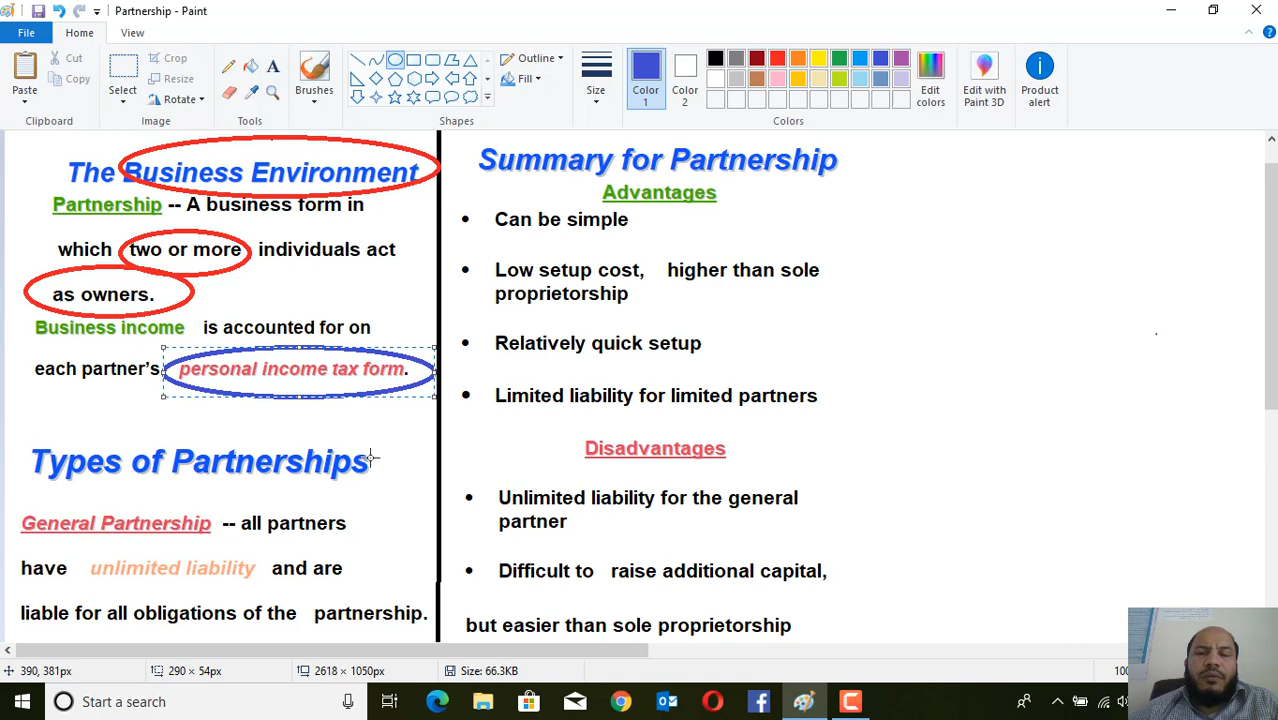 Partnership - Paint
File
Home
View
Paste
Cut
Copy
Clipboard
Select
Crop
Resize
Rotate
Image
Tools
Brushes
Outline
Fill
Shapes
Size
Color 1
Color 2
Colors
Edit colors
Edit with Paint 3D
Product alert
The Business Environment
Partnership -- A business form in
which two or more individuals act
as owners.
Business income is accounted for on
each partner’s personal income tax form.
Types of Partnerships
General Partnership -- all partners
have unlimited liability and are
liable for all obligations of the partnership.
Summary for Partnership
Advantages
• Can be simple
• Low setup cost, higher than sole
proprietorship
• Relatively quick setup
• Limited liability for limited partners
Disadvantages
• Unlimited liability for the general
partner
• Difficult to raise additional capital,
but easier than sole proprietorship
390, 381px
290 × 54px
2618 × 1050px
Size: 66.3KB
Start a search